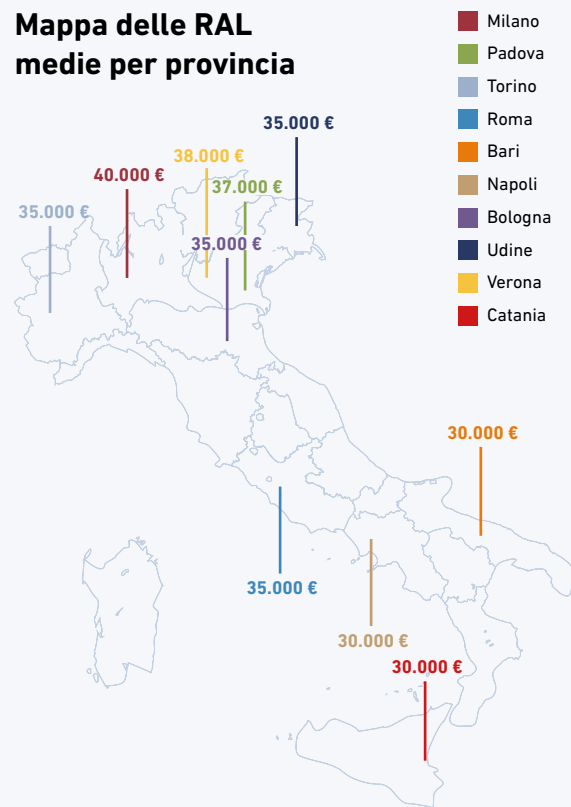 Mappa delle RAL
medie per provincia
Milano
Padova
Torino
Roma
Bari
Napoli
Bologna
Udine
Verona
Catania
35.000 €
38.000 €
40.000 €
37.000 €
35.000 €
35.000 €
30.000 €
35.000 €
30.000 €
30.000 €